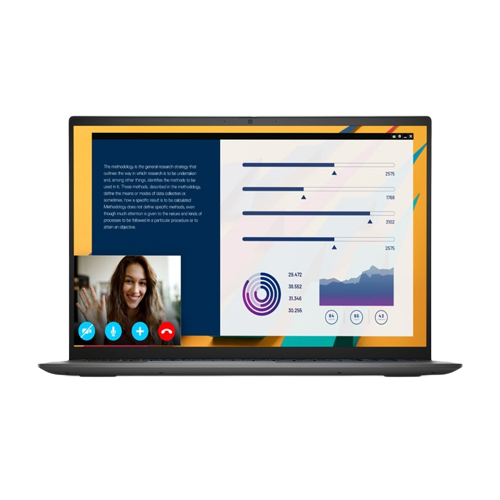 The methodology is the general research strategy that
outlines the way in which research is to be undertaken
and, among other things, identifies the methods to be
used in it. These methods, described in the methodology,
define the means or modes of data collection or,
sometimes, how a specific result is to be calculated
Methodology does not define specific methods, even
though much attention is given to the nature and kinds of
processes to be followed in a particular procedure or to
attain an objective.
2575
1788
3102
2575
29.472
38.552
31.346
30.255
84
66
43